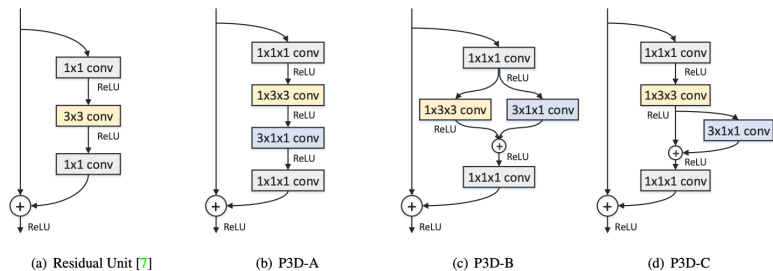 1x1 conv
ReLU
3x3 conv
ReLU
1x1 conv
+
ReLU
(a) Residual Unit [7]
1x1x1 conv
ReLU
1x3x3 conv
ReLU
3x1x1 conv
ReLU
1x1x1 conv
+
ReLU
(b) P3D-A
1x1x1 conv
ReLU
1x3x3 conv
3x1x1 conv
ReLU
+
ReLU
1x1x1 conv
+
ReLU
(c) P3D-B
1x1x1 conv
ReLU
1x3x3 conv
ReLU
3x1x1 conv
+
ReLU
1x1x1 conv
+
ReLU
(d) P3D-C